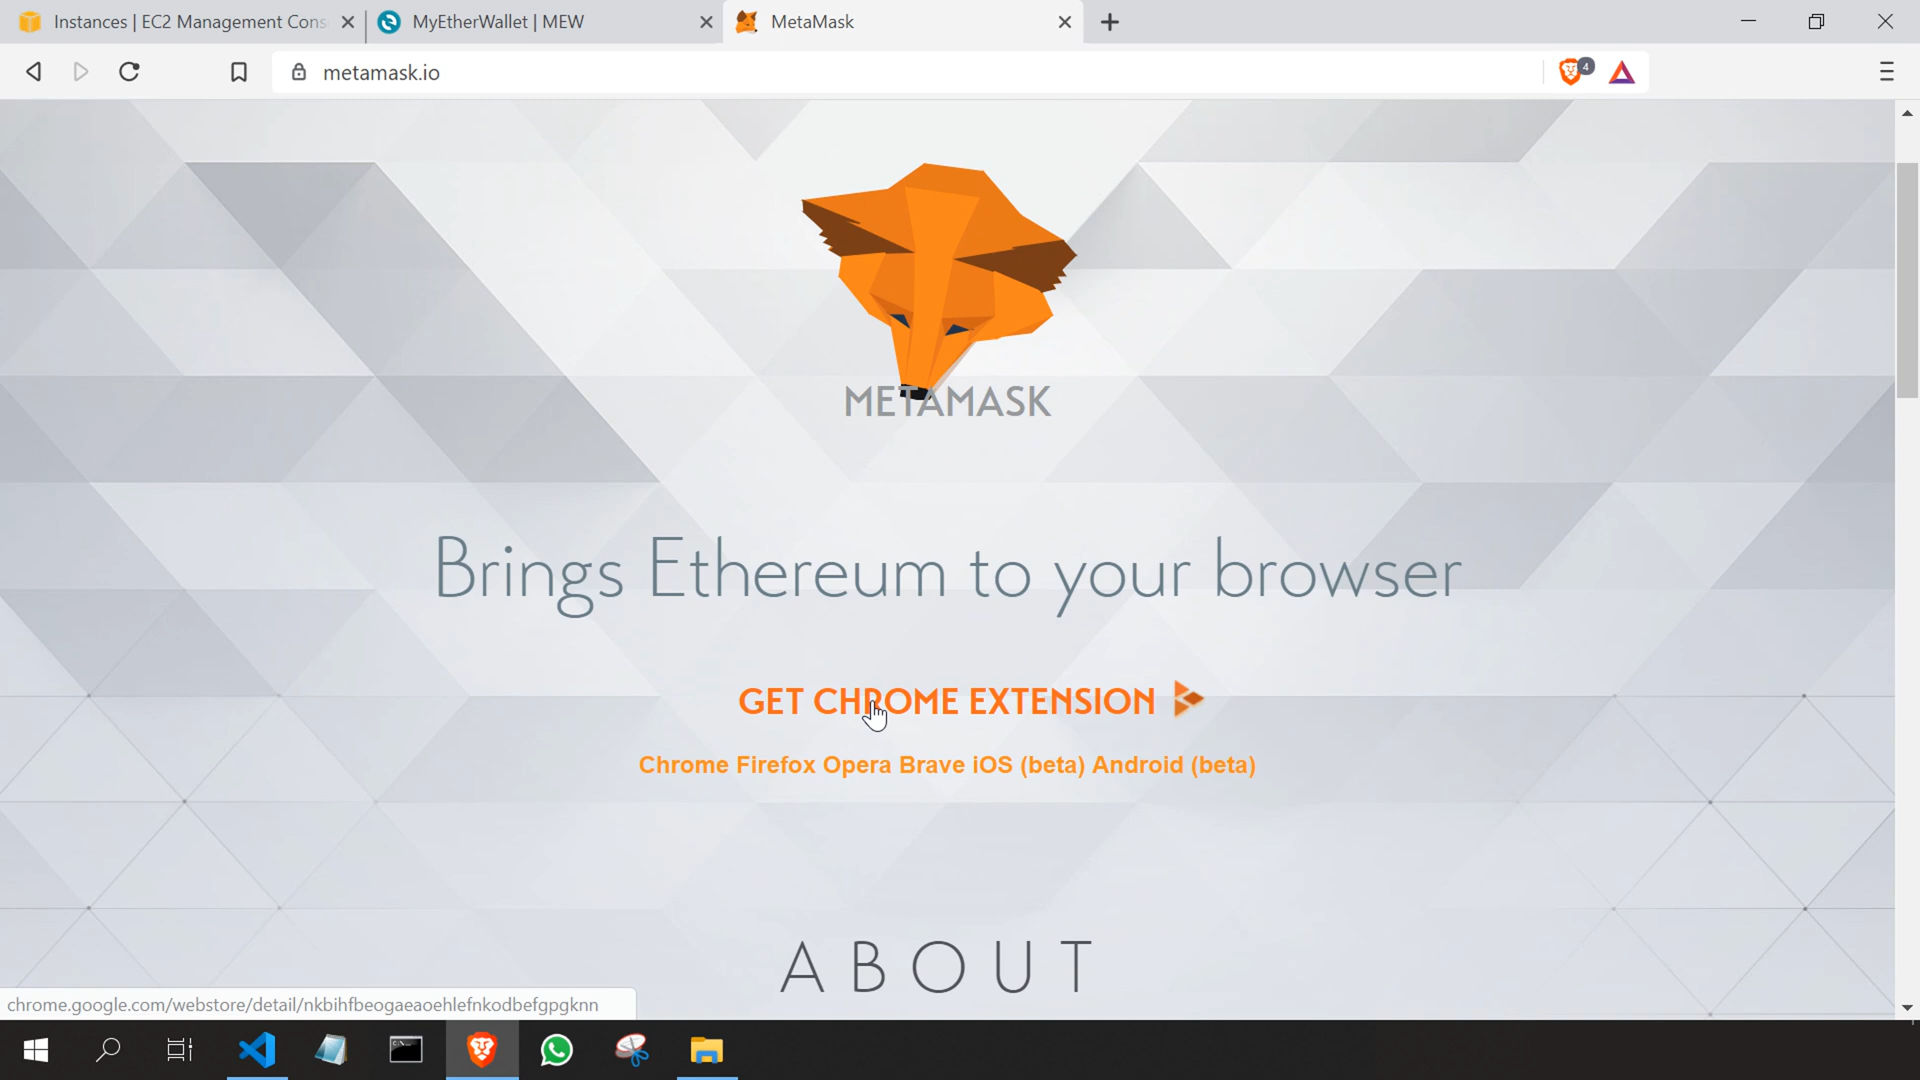 Instances | EC2 Management Cons
MyEtherWallet | MEW
MetaMask
metamask.io
4
METAMASK
Brings Ethereum to your browser
GET CHROME EXTENSION
Chrome Firefox Opera Brave iOS (beta) Android (beta)
ABOUT
chrome.google.com/webstore/detail/nkbihfbeogaeaoehlefnkodbefgpgknn